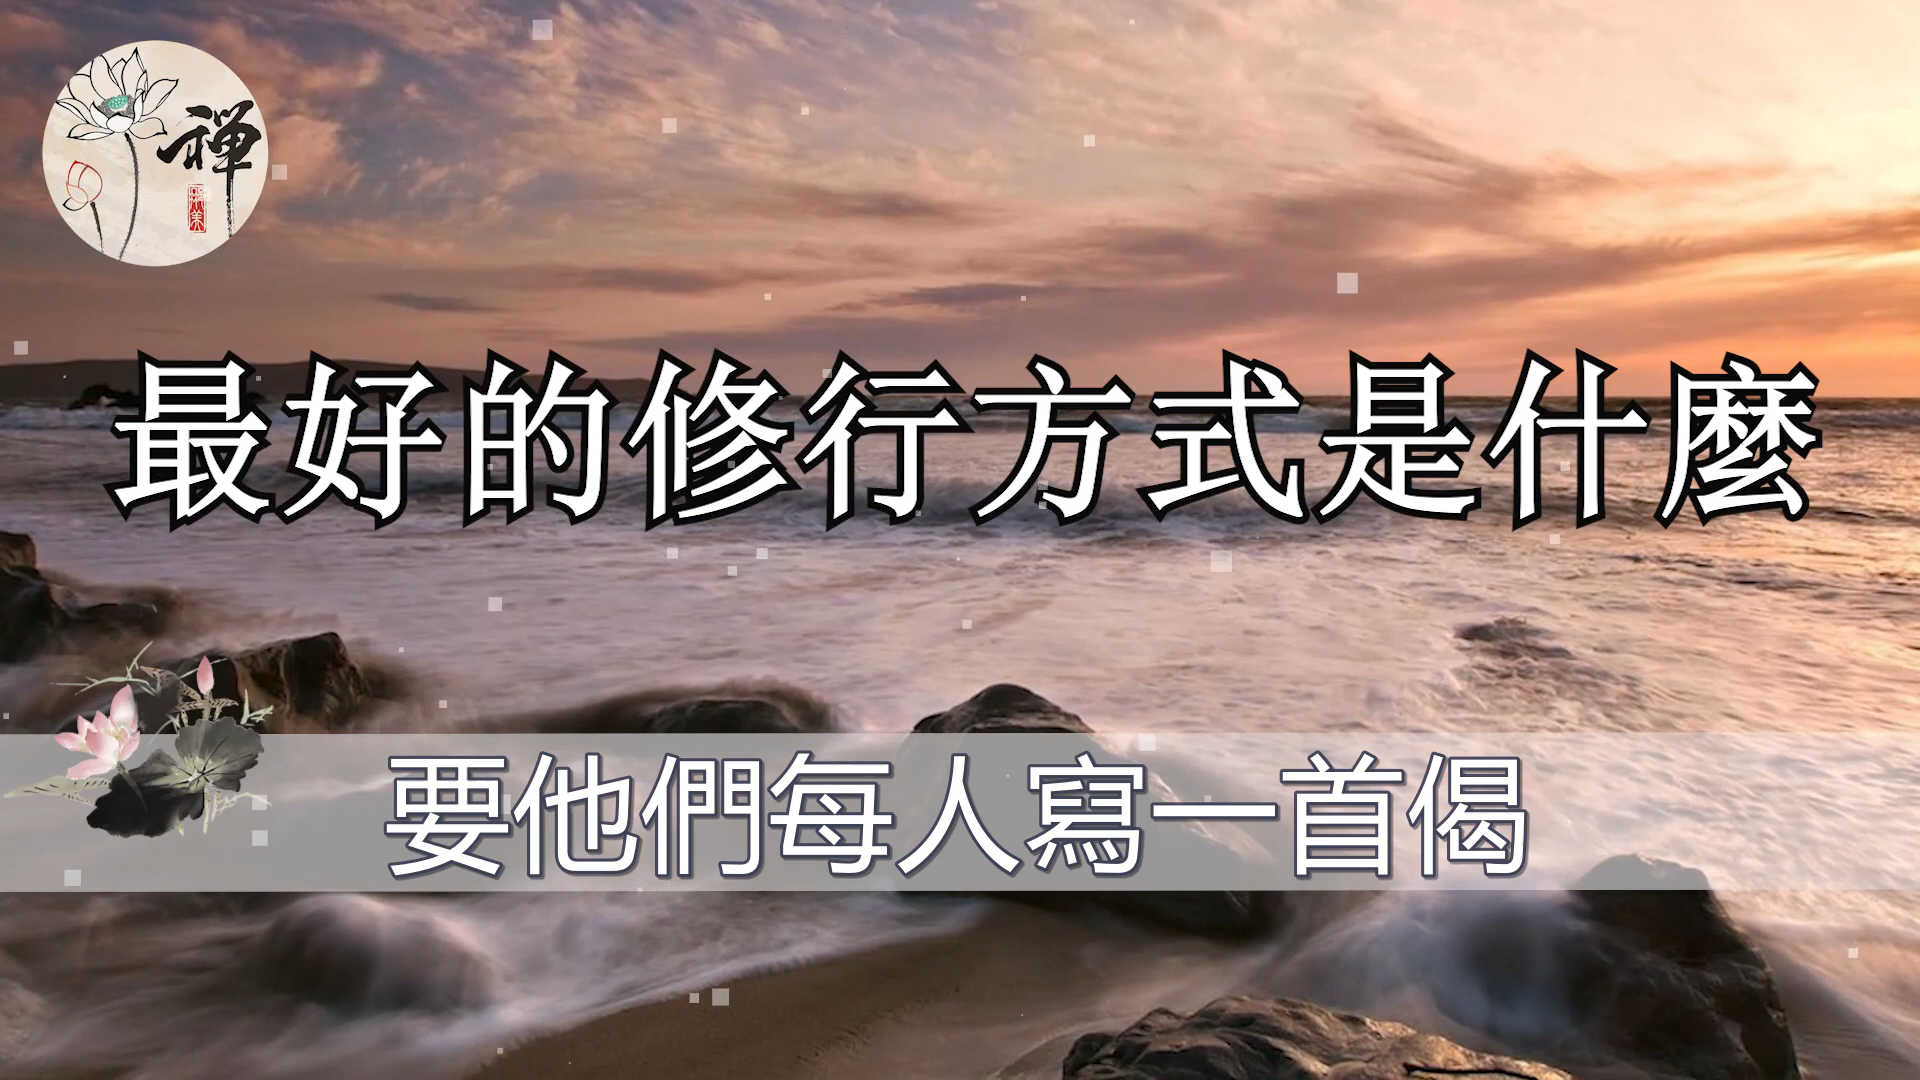 禅
最好的修行方式是什麼
要他們每人寫一首偈